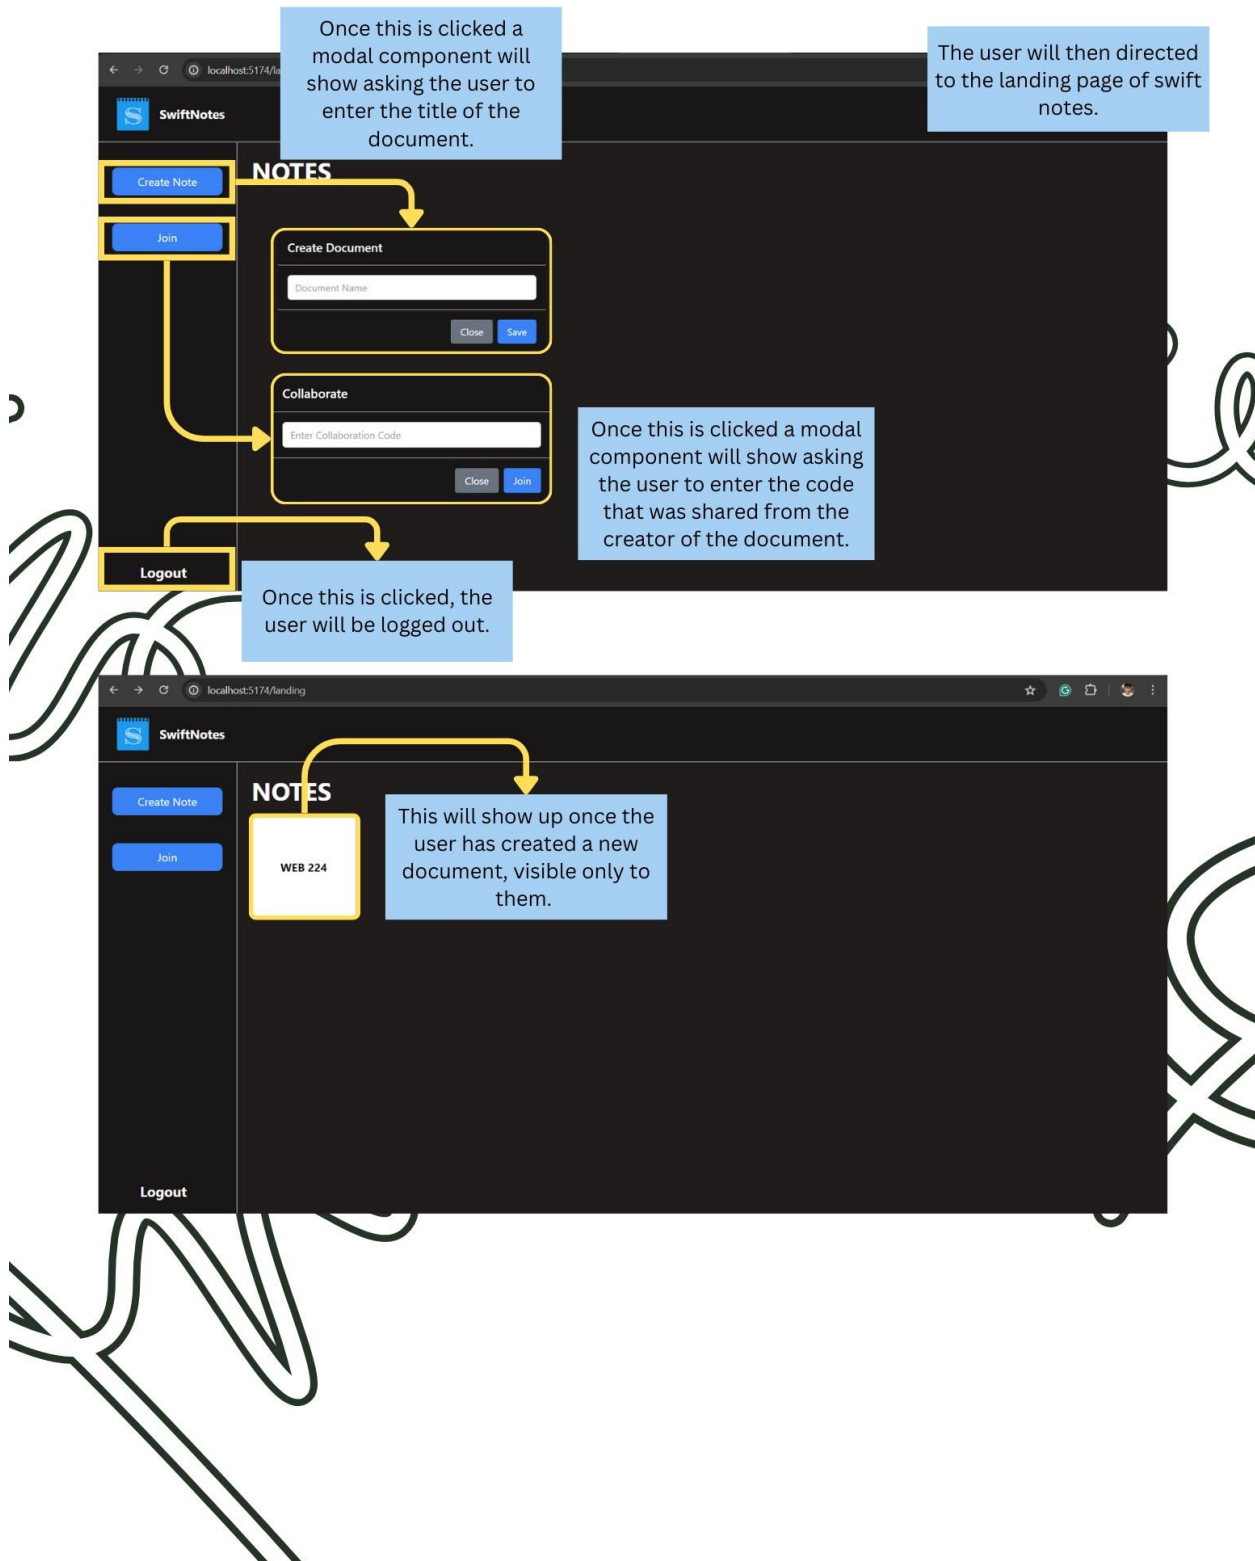 Once this is clicked a
modal component will
show asking the user to
enter the title of the
document.
The user will then directed
to the landing page of swift
notes.
localhost:5174/la
SwiftNotes
Create Note
NOTES
Join
Create Document
Document Name
Close Save
Collaborate
Enter Collaboration Code
Close Join
Once this is clicked a modal
component will show asking
the user to enter the code
that was shared from the
creator of the document.
Logout
Once this is clicked, the
user will be logged out.
localhost:5174/landing
SwiftNotes
Create Note
NOTES
Join
WEB 224
This will show up once the
user has created a new
document, visible only to
them.
Logout